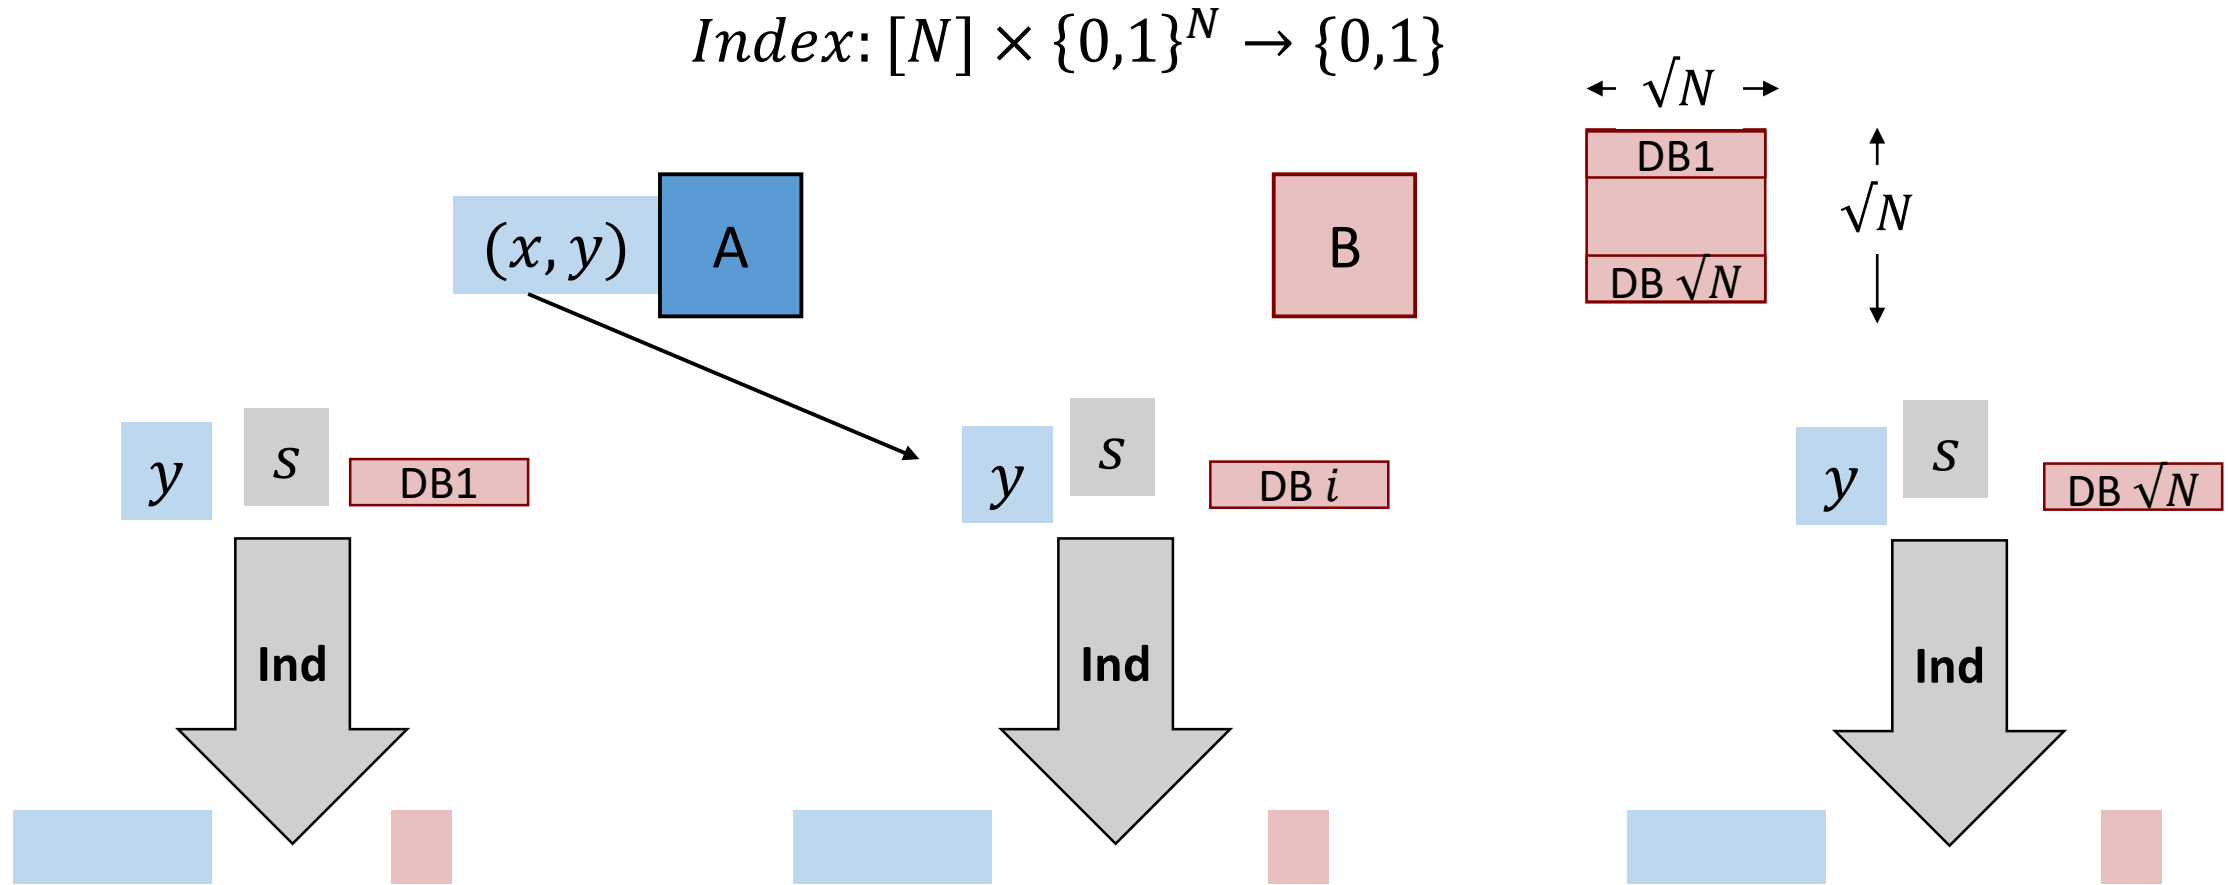 Index: [N] × {0,1}^N → {0,1}
√N
DB1
√N
DB √N
(x, y)
A
B
y
s
DB1
y
s
DB i
y
s
DB √N
Ind
Ind
Ind